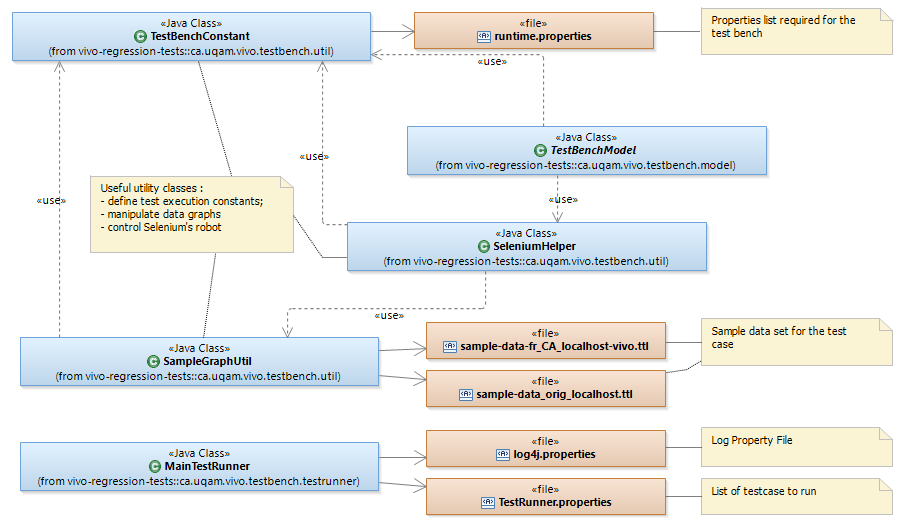 «Java Class»
TestBenchConstant
(from vivo-regression-tests::ca.uqam.vivo.testbench.util)
«file»
runtime.properties
Properties list required for the
test bench
«use»
«Java Class»
TestBenchModel
(from vivo-regression-tests::ca.uqam.vivo.testbench.model)
«use»
Useful utility classes :
- define test execution constants;
- manipulate data graphs
- control Selenium's robot
«use»
«use»
«Java Class»
SeleniumHelper
(from vivo-regression-tests::ca.uqam.vivo.testbench.util)
«use»
«Java Class»
SampleGraphUtil
(from vivo-regression-tests::ca.uqam.vivo.testbench.util)
«file»
sample-data-fr_CA_localhost-vivo.ttl
Sample data set for the test
case
«file»
sample-data_orig_localhost.ttl
«Java Class»
MainTestRunner
(from vivo-regression-tests::ca.uqam.vivo.testbench.testrunner)
«file»
log4j.properties
Log Property File
«file»
TestRunner.properties
List of testcase to run